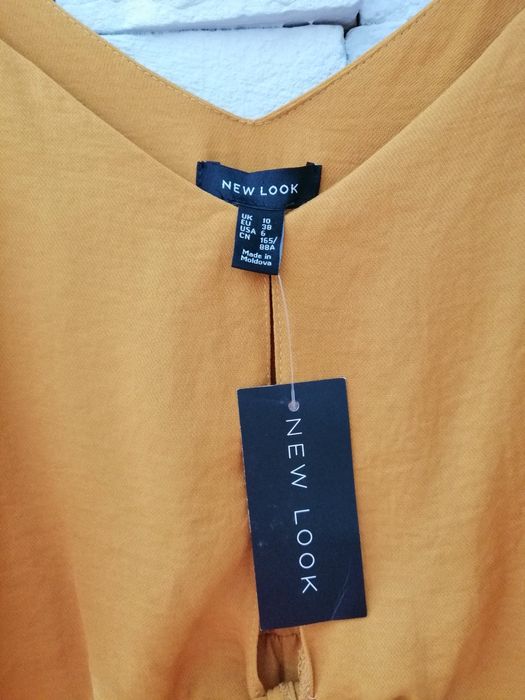 NEW LOOK
UK 10
EU 38
USA 6
CN 165/
88A
Made in
Moldova
NEW LOOK